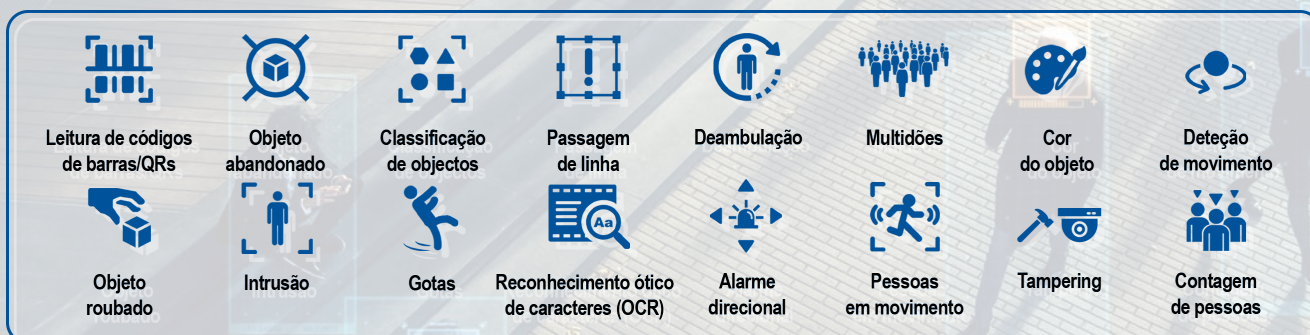 Leitura de códigos
de barras/QRs
Objeto
abandonado
Classificação
de objectos
Passagem
de linha
Deambulação
Multidões
Cor
do objeto
Deteção
de movimento
Objeto
roubado
Intrusão
Gotas
Aa
Reconhecimento ótico
de caracteres (OCR)
Alarme
direcional
Pessoas
em movimento
Tampering
Contagem
de pessoas